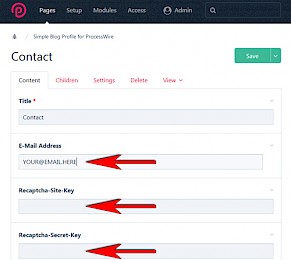 Pages Setup Modules Access Admin
Simple Blog Profile for ProcessWire
Contact
Save
Content Children Settings Delete View
Title *
Contact
E-Mail Address
YOUR@EMAIL.HERE
Recaptcha-Site-Key
Recaptcha-Secret-Key